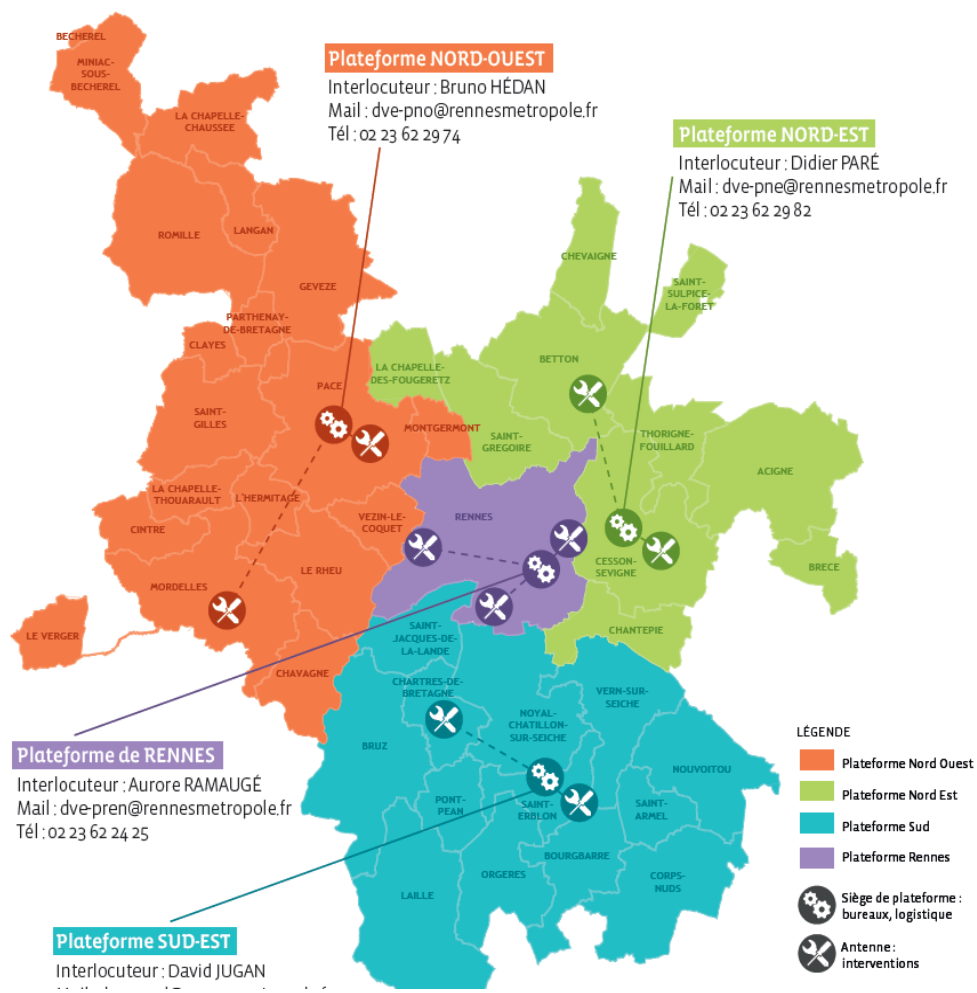 BECHEREL
MINIAC-
SOUS-
BECHEREL
LA CHAPELLE-
CHAUSSEE
ROMILLE
LANGAN
GEVEZE
PARTHENAY-
DE-BRETAGNE
CLAYES
PACE
SAINT-
GILLES
MONTGERMONT
LA CHAPELLE-
THOUARAULT
L'HERMITAGE
VEZIN-LE-
COQUET
CINTRE
LE RHEU
MORDELLES
LE VERGER
CHAVAGNE
Plateforme NORD-OUEST
Interlocuteur : Bruno HÉDAN
Mail : dve-pno@rennesmetropole.fr
Tél : 02 23 62 29 74
Plateforme NORD-EST
Interlocuteur : Didier PARÉ
Mail : dve-pne@rennesmetropole.fr
Tél : 02 23 62 29 82
CHEVAIGNE
SAINT-
SULPICE-
LA-FORET
BETTON
LA CHAPELLE-
DES-FOUGERETZ
SAINT-
GREGOIRE
THORIGNE-
FOUILLARD
ACIGNE
CESSON-
SEVIGNE
BRECE
CHANTEPIE
RENNES
SAINT-
JACQUES-DE-
LA-LANDE
CHARTRES-DE-
BRETAGNE
VERN-SUR-
SEICHE
NOYAL-
CHATILLON-
SUR-SEICHE
BRUZ
NOUVOITOU
PONT-
PEAN
SAINT-
ERBLON
SAINT-
ARMEL
BOURGBARRE
ORGERES
CORPS-
NUDS
LAILLE
Plateforme de RENNES
Interlocuteur : Aurore RAMAUGÉ
Mail : dve-pren@rennesmetropole.fr
Tél : 02 23 62 24 25
Plateforme SUD-EST
Interlocuteur : David JUGAN
LÉGENDE
Plateforme Nord Ouest
Plateforme Nord Est
Plateforme Sud
Plateforme Rennes
Siège de plateforme :
bureaux, logistique
Antenne :
interventions